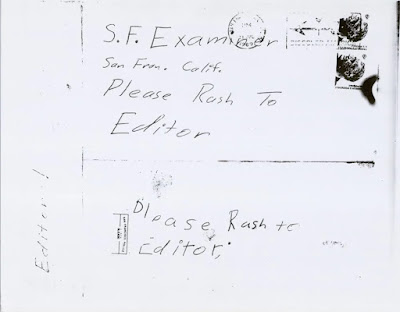 S.F. Examiner
San Fran. Calif.
Please Rush To
Editor
Please Rush to
Editor,
Editor!